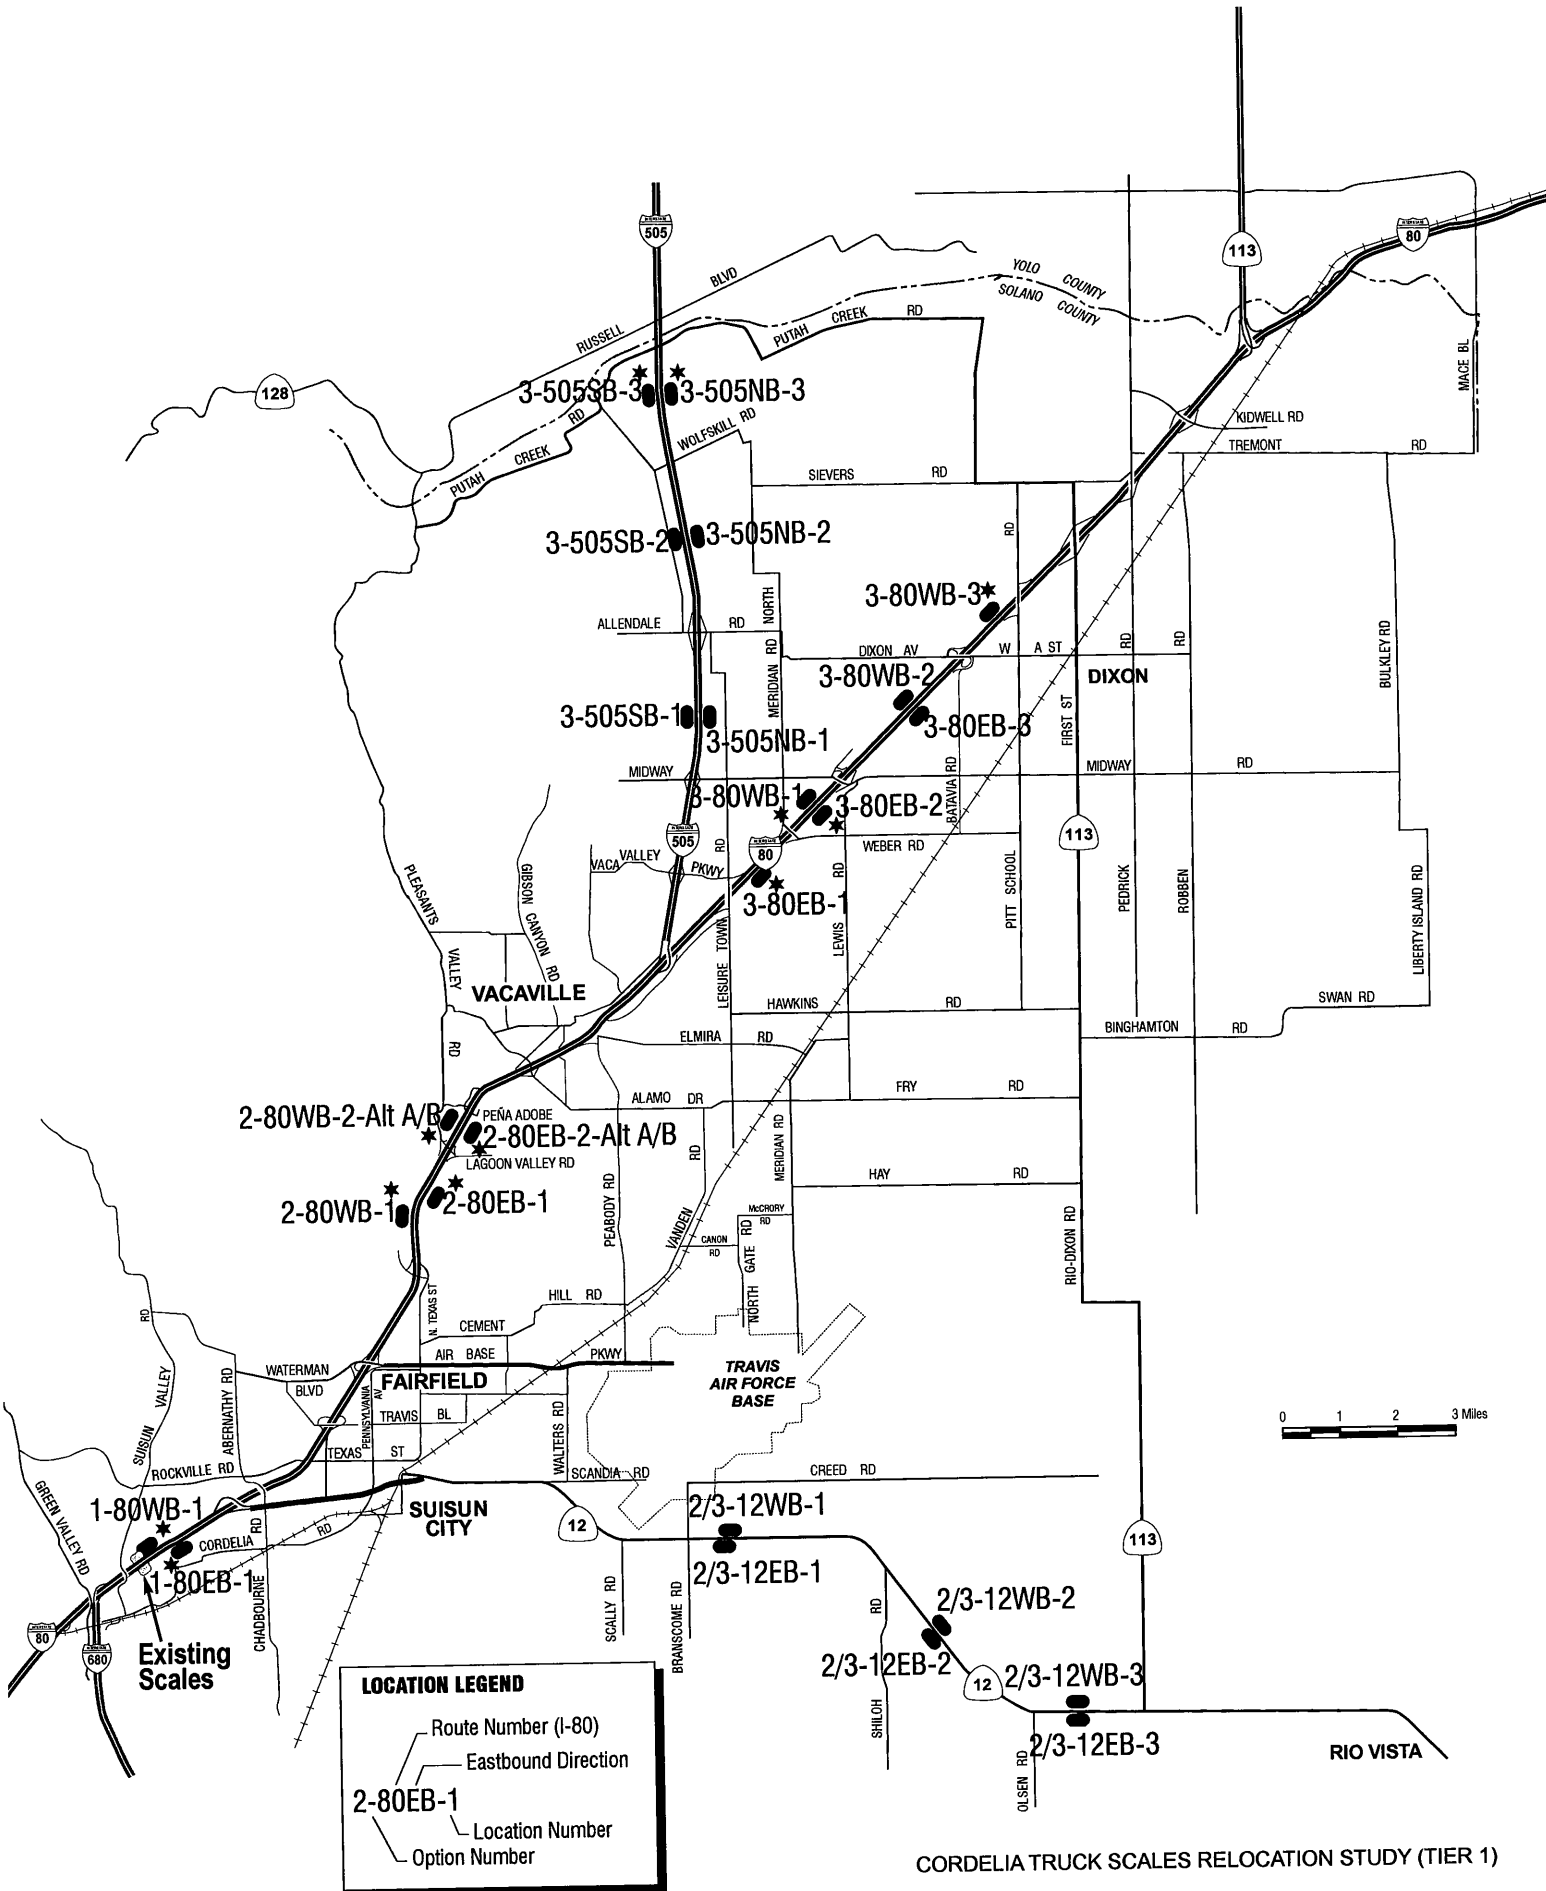 INTERSTATE
505
113
INTERSTATE
80
YOLO COUNTY
SOLANO COUNTY
RUSSELL BLVD
PUTAH CREEK RD
128
3-505SB-3
3-505NB-3
MACE BL
KIDWELL RD
TREMONT RD
WOLFSKILL RD
PUTAH CREEK RD
SIEVERS RD
3-505SB-2
3-505NB-2
RD
3-80WB-3
ALLENDALE RD
NORTH
MERIDIAN RD
DIXON AV
W A ST
RD
RD
BULKLEY RD
DIXON
3-80WB-2
3-505SB-1
3-80EB-3
3-505NB-1
FIRST ST
MIDWAY
MIDWAY RD
3-80WB-1
3-80EB-2
BATAVIA RD
INTERSTATE
505
INTERSTATE
80
113
WEBER RD
VACA VALLEY PKWY
RD
RD
3-80EB-1
PLEASANTS
VALLEY
RD
GIBSON CANYON RD
LEISURE TOWN
LEWIS
PITT SCHOOL
PEDRICK
ROBBEN
LIBERTY ISLAND RD
VACAVILLE
HAWKINS RD
SWAN RD
BINGHAMTON RD
ELMIRA RD
FRY RD
ALAMO DR
2-80WB-2-Alt A/B
PEÑA ADOBE
2-80EB-2-Alt A/B
LAGOON VALLEY RD
RD
MERIDIAN RD
HAY RD
2-80WB-1
2-80EB-1
PEABODY RD
VANDEN
McCRORY
RD
CANON
RD
NORTH GATE RD
RIO-DIXON RD
N. TEXAS ST
HILL RD
CEMENT
AIR BASE PKWY
WATERMAN
BLVD
FAIRFIELD
TRAVIS
AIR FORCE
BASE
SUISUN VALLEY RD
ABERNATHY RD
PENNSYLVANIA
AV
TRAVIS BL
TEXAS ST
WALTERS RD
0 1 2 3 Miles
ROCKVILLE RD
SCANDIA RD
CREED RD
GREEN VALLEY RD
1-80WB-1
SUISUN
CITY
12
2/3-12WB-1
113
CORDELIA RD
1-80EB-1
2/3-12EB-1
CHADBOURNE RD
SCALLY RD
BRANSCOME RD
2/3-12WB-2
INTERSTATE
80
INTERSTATE
680
Existing
Scales
2/3-12EB-2
SHILOH RD
12
2/3-12WB-3
2/3-12EB-3
OLSEN RD
RIO VISTA
LOCATION LEGEND
Route Number (I-80)
Eastbound Direction
2-80EB-1
Location Number
Option Number
CORDELIA TRUCK SCALES RELOCATION STUDY (TIER 1)